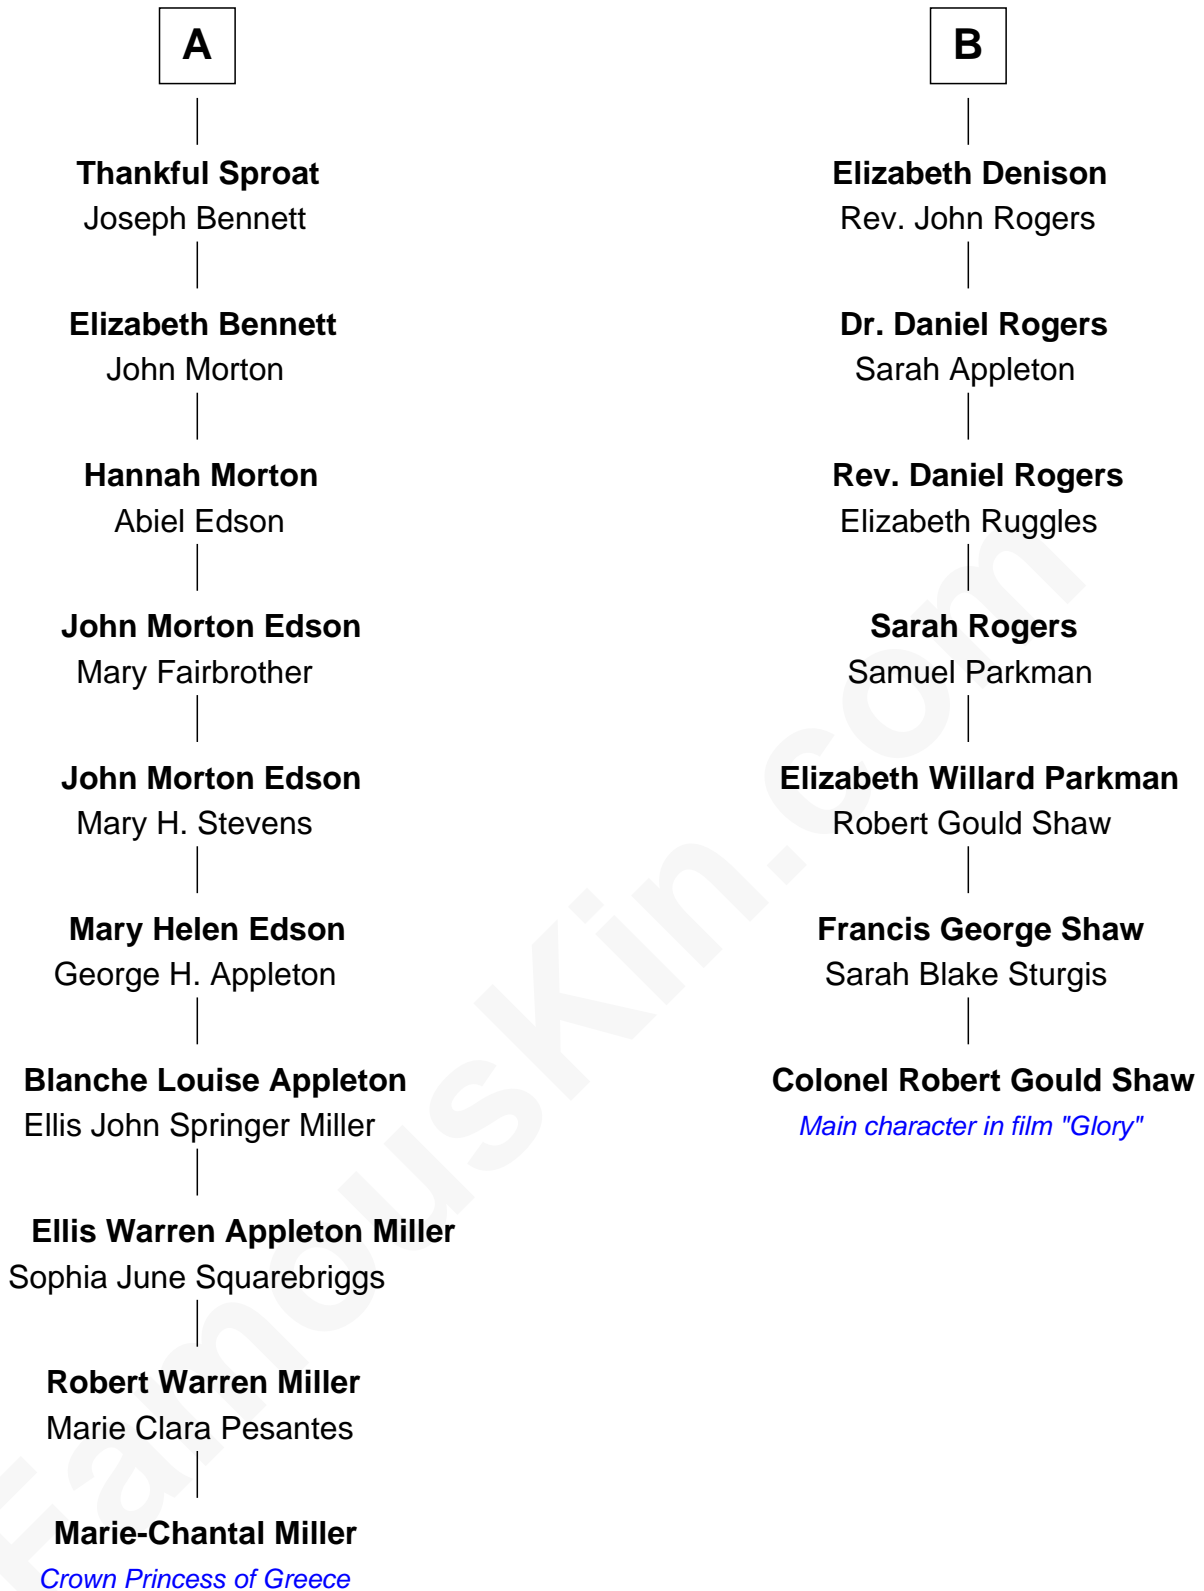 A
Thankful Sproat
Joseph Bennett
Elizabeth Bennett
John Morton
Hannah Morton
Abiel Edson
John Morton Edson
Mary Fairbrother
John Morton Edson
Mary H. Stevens
Mary Helen Edson
George H. Appleton
Blanche Louise Appleton
Ellis John Springer Miller
Ellis Warren Appleton Miller
Sophia June Squarebriggs
Robert Warren Miller
Marie Clara Pesantes
Marie-Chantal Miller
Crown Princess of Greece
B
Elizabeth Denison
Rev. John Rogers
Dr. Daniel Rogers
Sarah Appleton
Rev. Daniel Rogers
Elizabeth Ruggles
Sarah Rogers
Samuel Parkman
Elizabeth Willard Parkman
Robert Gould Shaw
Francis George Shaw
Sarah Blake Sturgis
Colonel Robert Gould Shaw
Main character in film "Glory"
FamousKin.com